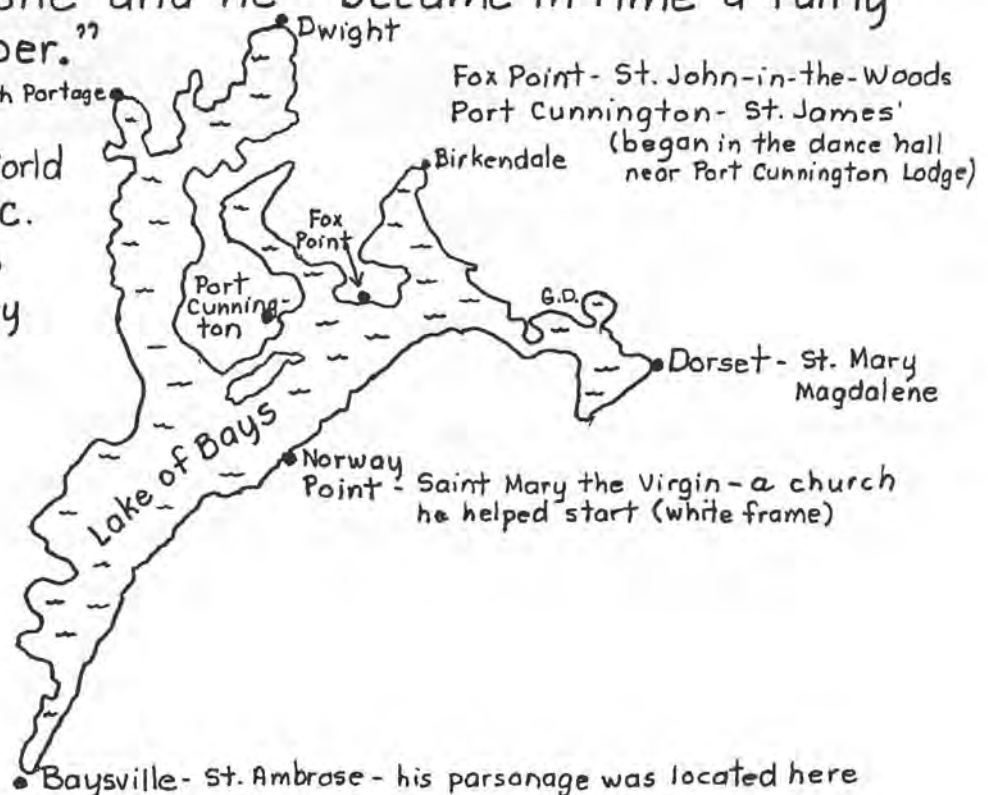 one and he "became in time a fairly
per."
Dwight
h Portage
Fox Point - St. John-in-the-Woods
Port Cunnington - St. James'
(began in the dance hall
near Port Cunnington Lodge)
orld
c.
y
Birkendale
Fox
Point
Port
Cunning-
ton
G.D.
Dorset - St. Mary
Magdalene
Lake of Bays
Norway
Point - Saint Mary the Virgin - a church
he helped start (white frame)
Baysville - St. Ambrose - his parsonage was located here